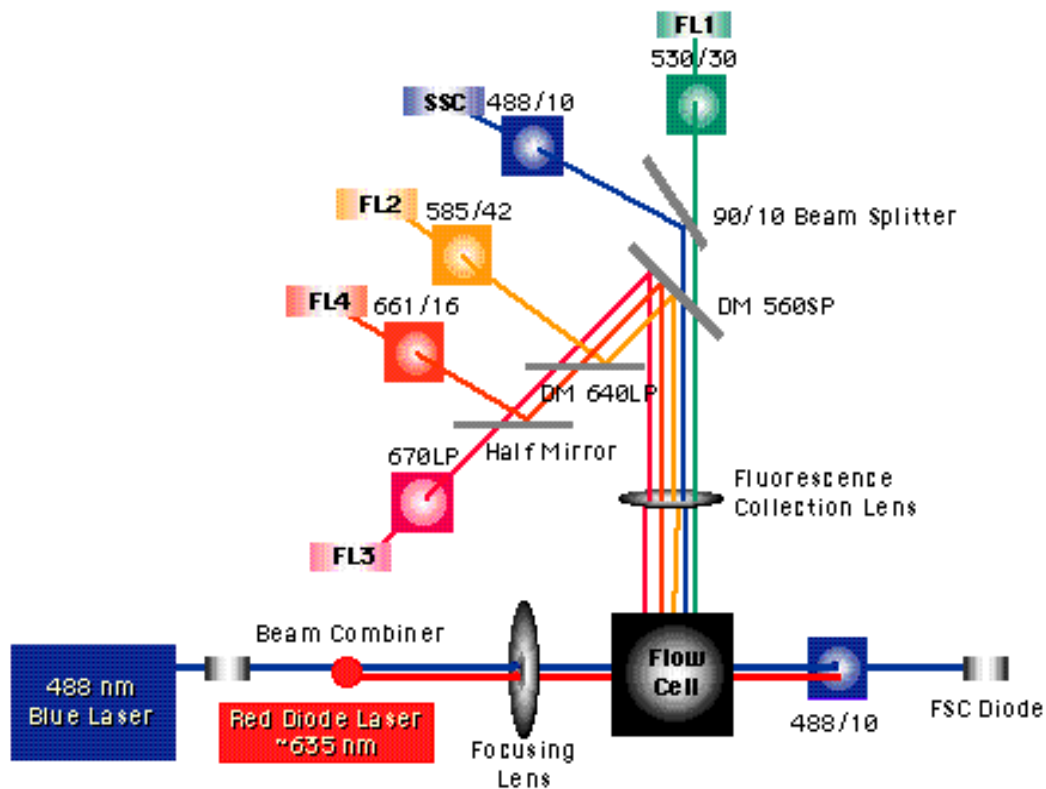 FL1
530/30
SSC
488/10
90/10 Beam Splitter
FL2
585/42
DM 560SP
FL4
661/16
DM 640LP
Half Mirror
670LP
Fluorescence
Collection Lens
FL3
Beam Combiner
488 nm
Blue Laser
Red Diode Laser
~635 nm
Focusing
Lens
Flow
Cell
488/10
FSC Diode